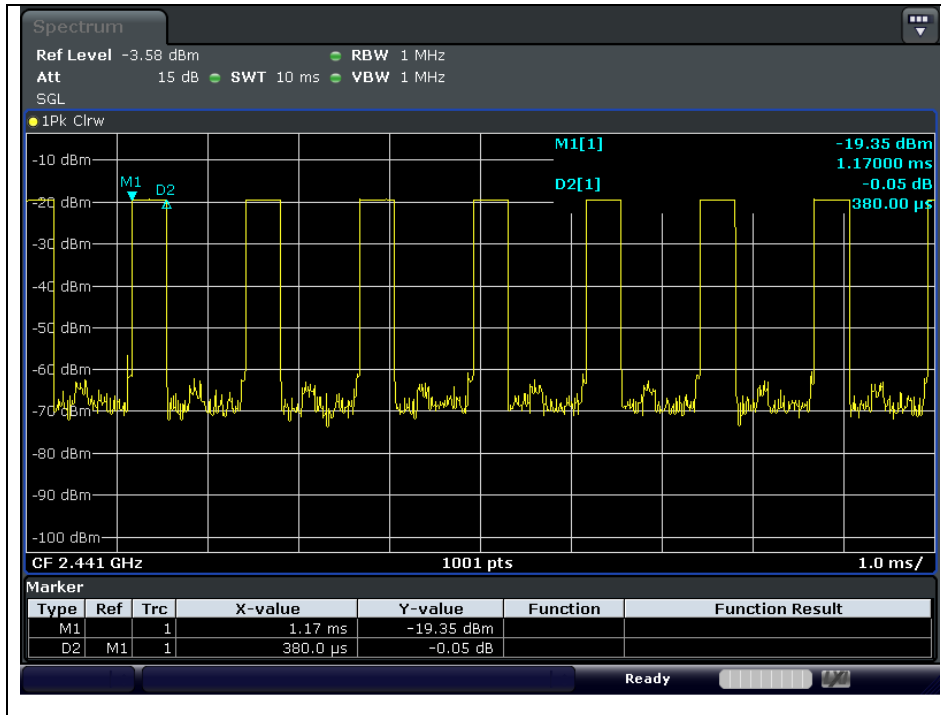 Spectrum
Ref Level -3.58 dBm RBW 1 MHz
Att 15 dB SWT 10 ms VBW 1 MHz
SGL
1Pk Clrw
M1[1] -19.35 dBm
1.17000 ms
D2[1] -0.05 dB
380.00 µs
M1
D2
-10 dBm
-20 dBm
-30 dBm
-40 dBm
-50 dBm
-60 dBm
-70 dBm
-80 dBm
-90 dBm
-100 dBm
CF 2.441 GHz 1001 pts 1.0 ms/
Marker
Type Ref Trc X-value Y-value Function Function Result
M1 1 1.17 ms -19.35 dBm
D2 M1 1 380.0 µs -0.05 dB
Ready